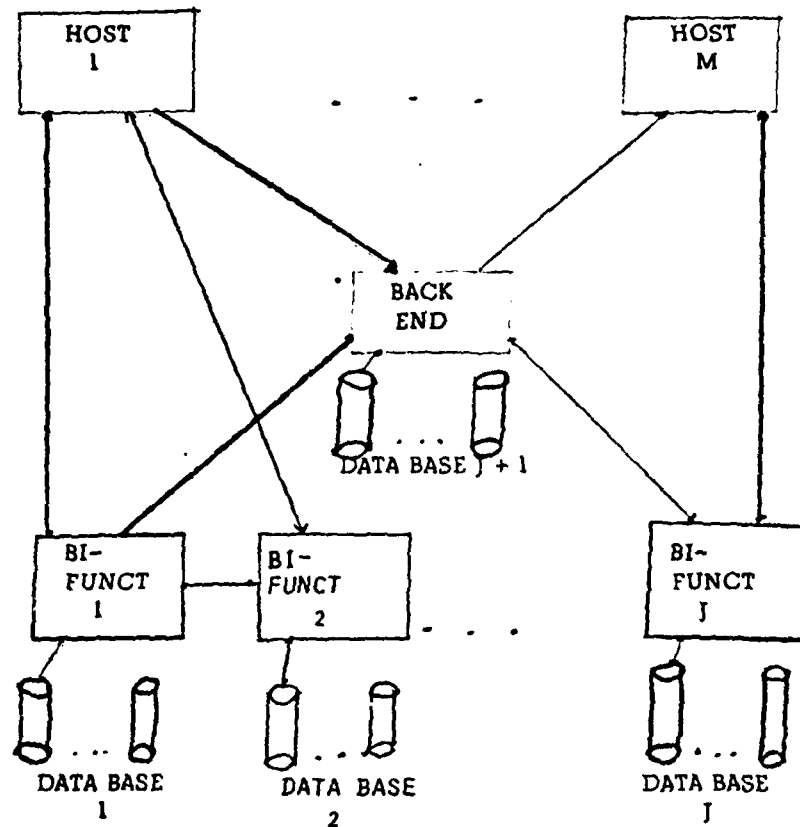 HOST
1
HOST
M
BACK
END
DATA BASE J + 1
BI-
FUNCT
1
BI-
FUNCT
2
BI-
FUNCT
J
DATA BASE
1
DATA BASE
2
DATA BASE
J